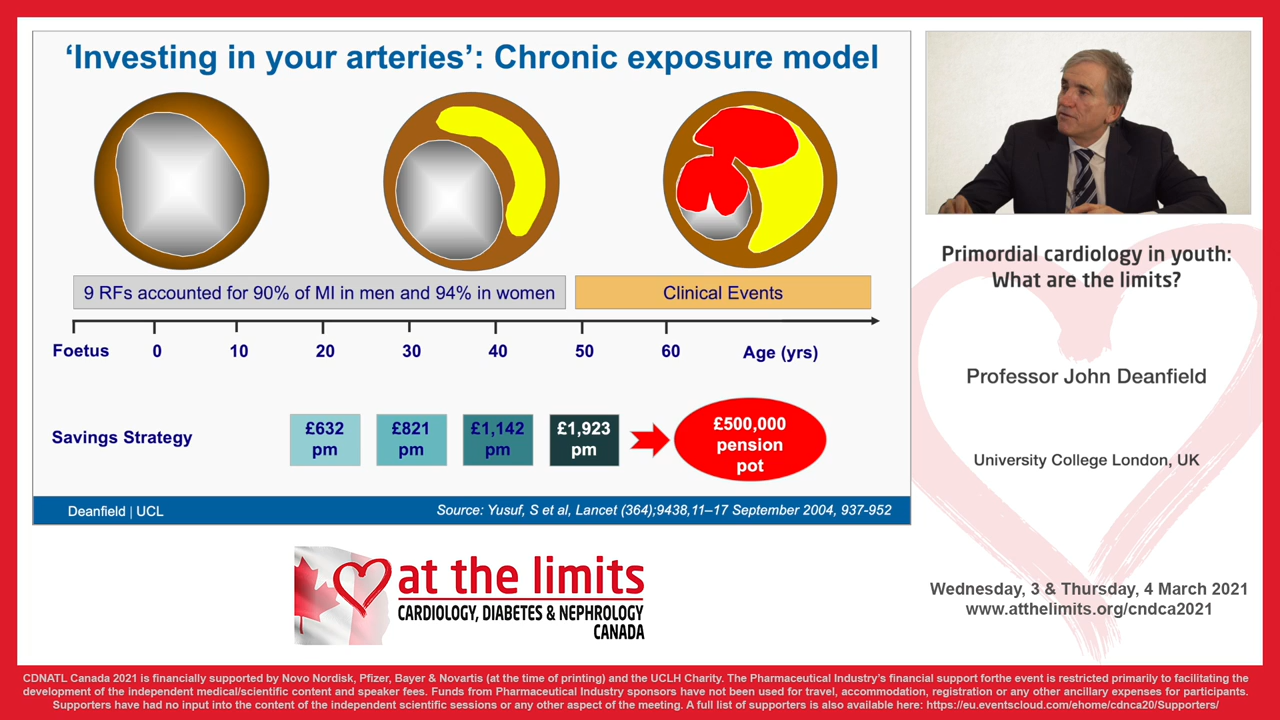 ‘Investing in your arteries’: Chronic exposure model
9 RFs accounted for 90% of MI in men and 94% in women
Clinical Events
Foetus 0 10 20 30 40 50 60 Age (yrs)
Savings Strategy
£632
pm
£821
pm
£1,142
pm
£1,923
pm
£500,000
pension
pot
Deanfield | UCL
Source: Yusuf, S et al, Lancet (364);9438,11–17 September 2004, 937-952
Primordial cardiology in youth:
What are the limits?
Professor John Deanfield
University College London, UK
Wednesday, 3 & Thursday, 4 March 2021
www.atthelimits.org/cndca2021
at the limits
CARDIOLOGY, DIABETES & NEPHROLOGY
CANADA
CDNATL Canada 2021 is financially supported by Novo Nordisk, Pfizer, Bayer & Novartis (at the time of printing) and the UCLH Charity. The Pharmaceutical Industry's financial support forthe event is restricted primarily to facilitating the
development of the independent medical/scientific content and speaker fees. Funds from Pharmaceutical Industry sponsors have not been used for travel, accommodation, registration or any other ancillary expenses for participants.
Supporters have had no input into the content of the independent scientific sessions or any other aspect of the meeting. A full list of supporters is also available here: https://eu.eventscloud.com/ehome/cdnca20/Supporters/